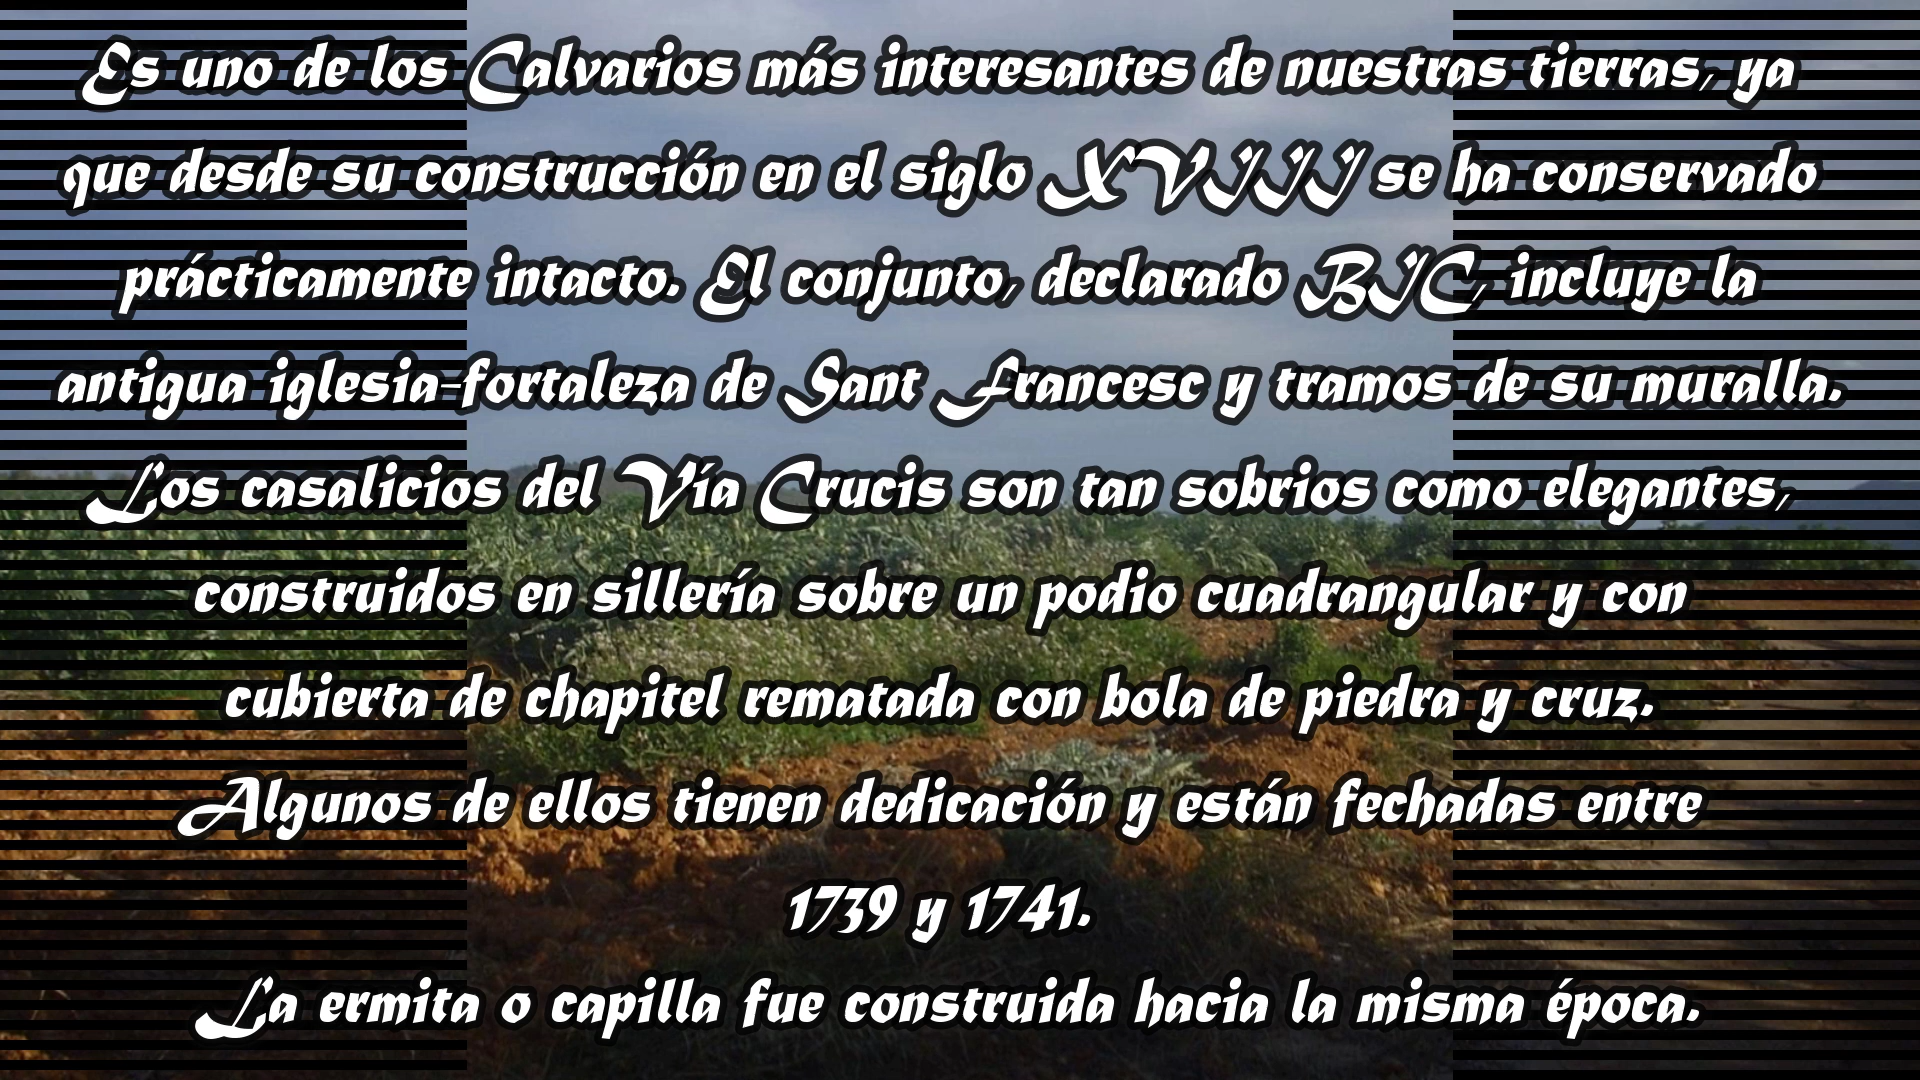 Es uno de los Calvarios más interesantes de nuestras tierras, ya
que desde su construcción en el siglo XVIII se ha conservado
prácticamente intacto. El conjunto, declarado BIC, incluye la
antigua iglesia-fortaleza de Sant Francesc y tramos de su muralla.
Los casalicios del Vía Crucis son tan sobrios como elegantes,
construidos en sillería sobre un podio cuadrangular y con
cubierta de chapitel rematada con bola de piedra y cruz.
Algunos de ellos tienen dedicación y están fechadas entre
1739 y 1741.
La ermita o capilla fue construida hacia la misma época.